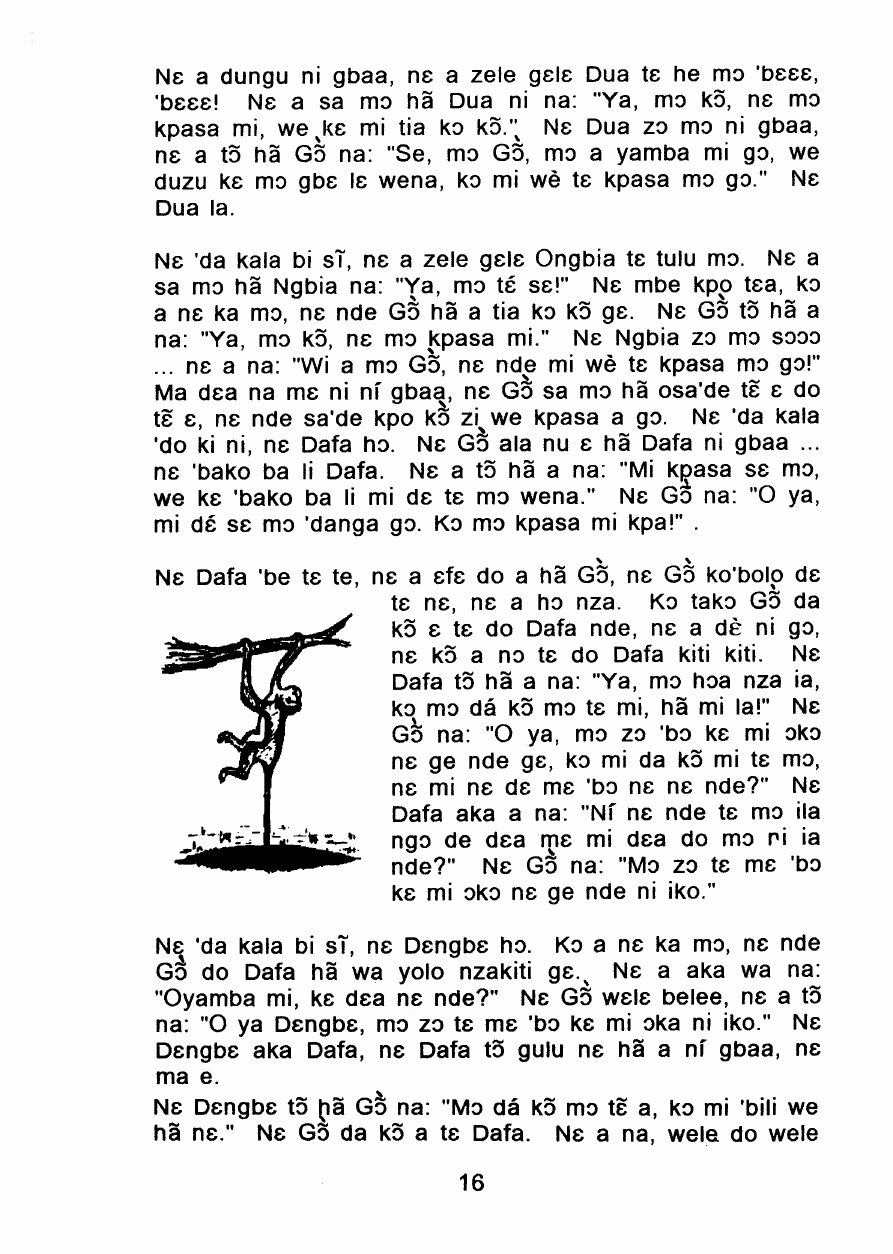 Nɛ a dungu ni gbaa, nɛ a zele gɛlɛ Dua tɛ he mɔ 'bɛɛɛ,
'bɛɛɛ! Nɛ a sa mɔ hã Dua ni na: "Ya, mɔ kɔ̃, nɛ mɔ
kpasa mi, we kɛ mi tia kɔ kɔ̃." Nɛ Dua zɔ mɔ ni gbaa,
nɛ a tɔ̃ hã Gɔ̃̀ na: "Se, mɔ Gɔ̃̀, mɔ a yamba mi gɔ, we
duzu kɛ mɔ gbɛ lɛ wena, kɔ mi wè tɛ kpasa mɔ gɔ." Nɛ
Dua la.
Nɛ 'da kala bi sĩ, nɛ a zele gɛlɛ Ongbia tɛ tulu mɔ. Nɛ a
sa mɔ hã Ngbia na: "Ya, mɔ tɛ́ sɛ!" Nɛ mbe kpɔ̀ tɛa, kɔ
a nɛ ka mɔ, nɛ nde Gɔ̃̀ hã a tia kɔ kɔ̃ gɛ. Nɛ Gɔ̃̀ tɔ̃ hã a
na: "Ya, mɔ kɔ̃, nɛ mɔ kpasa mi." Nɛ Ngbia zɔ mɔ sɔɔɔ
... nɛ a na: "Wi a mɔ Gɔ̃̀, nɛ nde mi wè tɛ kpasa mɔ gɔ!"
Ma dɛa na mɛ ni ní gbaa, nɛ Gɔ̃̀ sa mɔ hã osa'de tɛ̃ ɛ do
tɛ̃ ɛ, nɛ nde sa'de kpo kɔ̃ zi we kpasa a gɔ. Nɛ 'da kala
'do ki ni, nɛ Dafa hɔ. Nɛ Gɔ̃̀ ala nu ɛ hã Dafa ni gbaa ...
nɛ 'bako ba li Dafa. Nɛ a tɔ̃ hã a na: "Mi kpasa sɛ mɔ,
we kɛ 'bako ba li mi dɛ tɛ mɔ wena." Nɛ Gɔ̃̀ na: "O ya,
mi dɛ́ sɛ mɔ 'danga gɔ. Kɔ mɔ kpasa mi kpa!" .
Nɛ Dafa 'be tɛ te, nɛ a ɛfɛ do a hã Gɔ̃̀, nɛ Gɔ̃̀ ko'bolo dɛ
tɛ nɛ, nɛ a hɔ nza. Kɔ takɔ Gɔ̃̀ da
kɔ̃ ɛ tɛ do Dafa nde, nɛ a dɛ̀ ni gɔ,
nɛ kɔ̃ a nɔ tɛ do Dafa kiti kiti. Nɛ
Dafa tɔ̃ hã a na: "Ya, mɔ hɔa nza ia,
kɔ mɔ dá kɔ̃ mɔ tɛ mi, hã mi la!" Nɛ
Gɔ̃̀ na: "O ya, mɔ zɔ 'bɔ kɛ mi ɔkɔ
nɛ ge nde gɛ, kɔ mi da kɔ̃ mi tɛ mɔ,
nɛ mi nɛ dɛ mɛ 'bɔ nɛ nɛ nde?" Nɛ
Dafa aka a na: "Ní nɛ nde tɛ mɔ ila
ngɔ de dɛa mɛ mi dɛa do mɔ ni ia
nde?" Nɛ Gɔ̃̀ na: "Mɔ zɔ tɛ mɛ 'bɔ
kɛ mi ɔkɔ nɛ ge nde ni iko."
Nɛ 'da kala bi sĩ, nɛ Dɛngbɛ hɔ. Kɔ a nɛ ka mɔ, nɛ nde
Gɔ̃̀ do Dafa hã wa yolo nzakiti gɛ. Nɛ a aka wa na:
"Oyamba mi, kɛ dɛa nɛ nde?" Nɛ Gɔ̃̀ wɛlɛ belee, nɛ a tɔ̃
na: "O ya Dɛngbɛ, mɔ zɔ tɛ mɛ 'bɔ kɛ mi ɔka ni iko." Nɛ
Dɛngbɛ aka Dafa, nɛ Dafa tɔ̃ gulu nɛ hã a ní gbaa, nɛ
ma e.
Nɛ Dɛngbɛ tɔ̃ hã Gɔ̃̀ na: "Mɔ dá kɔ̃ mɔ tɛ̃ a, kɔ mi 'bili we
hã nɛ." Nɛ Gɔ̃̀ da kɔ̃ a tɛ Dafa. Nɛ a na, wele do wele
16